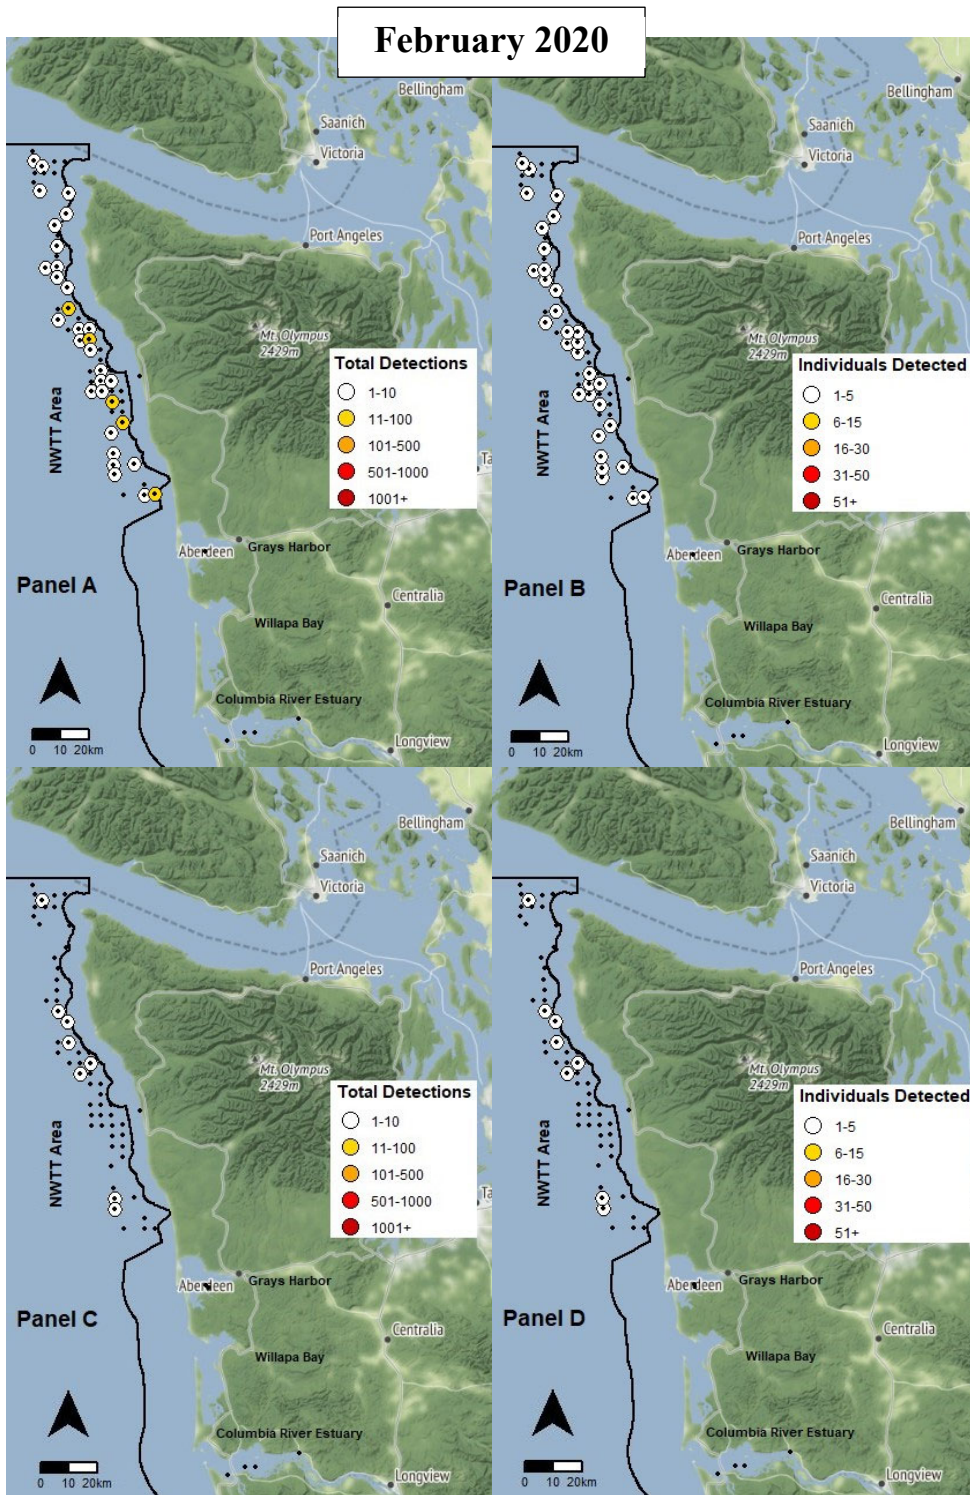 February 2020
Bellingham
Saanich
Victoria
Port Angeles
Mt. Olympus
2429m
Total Detections
1-10
11-100
101-500
501-1000
1001+
NWTT Area
Ta
Aberdeen
Grays Harbor
Panel A
Centralia
Willapa Bay
Columbia River Estuary
0 10 20km
Longview
Bellingham
Saanich
Victoria
Port Angeles
Mt. Olympus
2429m
Individuals Detected
1-5
6-15
16-30
31-50
51+
NWTT Area
Aberdeen
Grays Harbor
Panel B
Centralia
Willapa Bay
Columbia River Estuary
0 10 20km
Longview
Bellingham
Saanich
Victoria
Port Angeles
Mt. Olympus
2429m
Total Detections
1-10
11-100
101-500
501-1000
1001+
NWTT Area
Ta
Aberdeen
Grays Harbor
Panel C
Centralia
Willapa Bay
Columbia River Estuary
0 10 20km
Longview
Bellingham
Saanich
Victoria
Port Angeles
Mt. Olympus
2429m
Individuals Detected
1-5
6-15
16-30
31-50
51+
NWTT Area
Aberdeen
Grays Harbor
Panel D
Centralia
Willapa Bay
Columbia River Estuary
0 10 20km
Longview